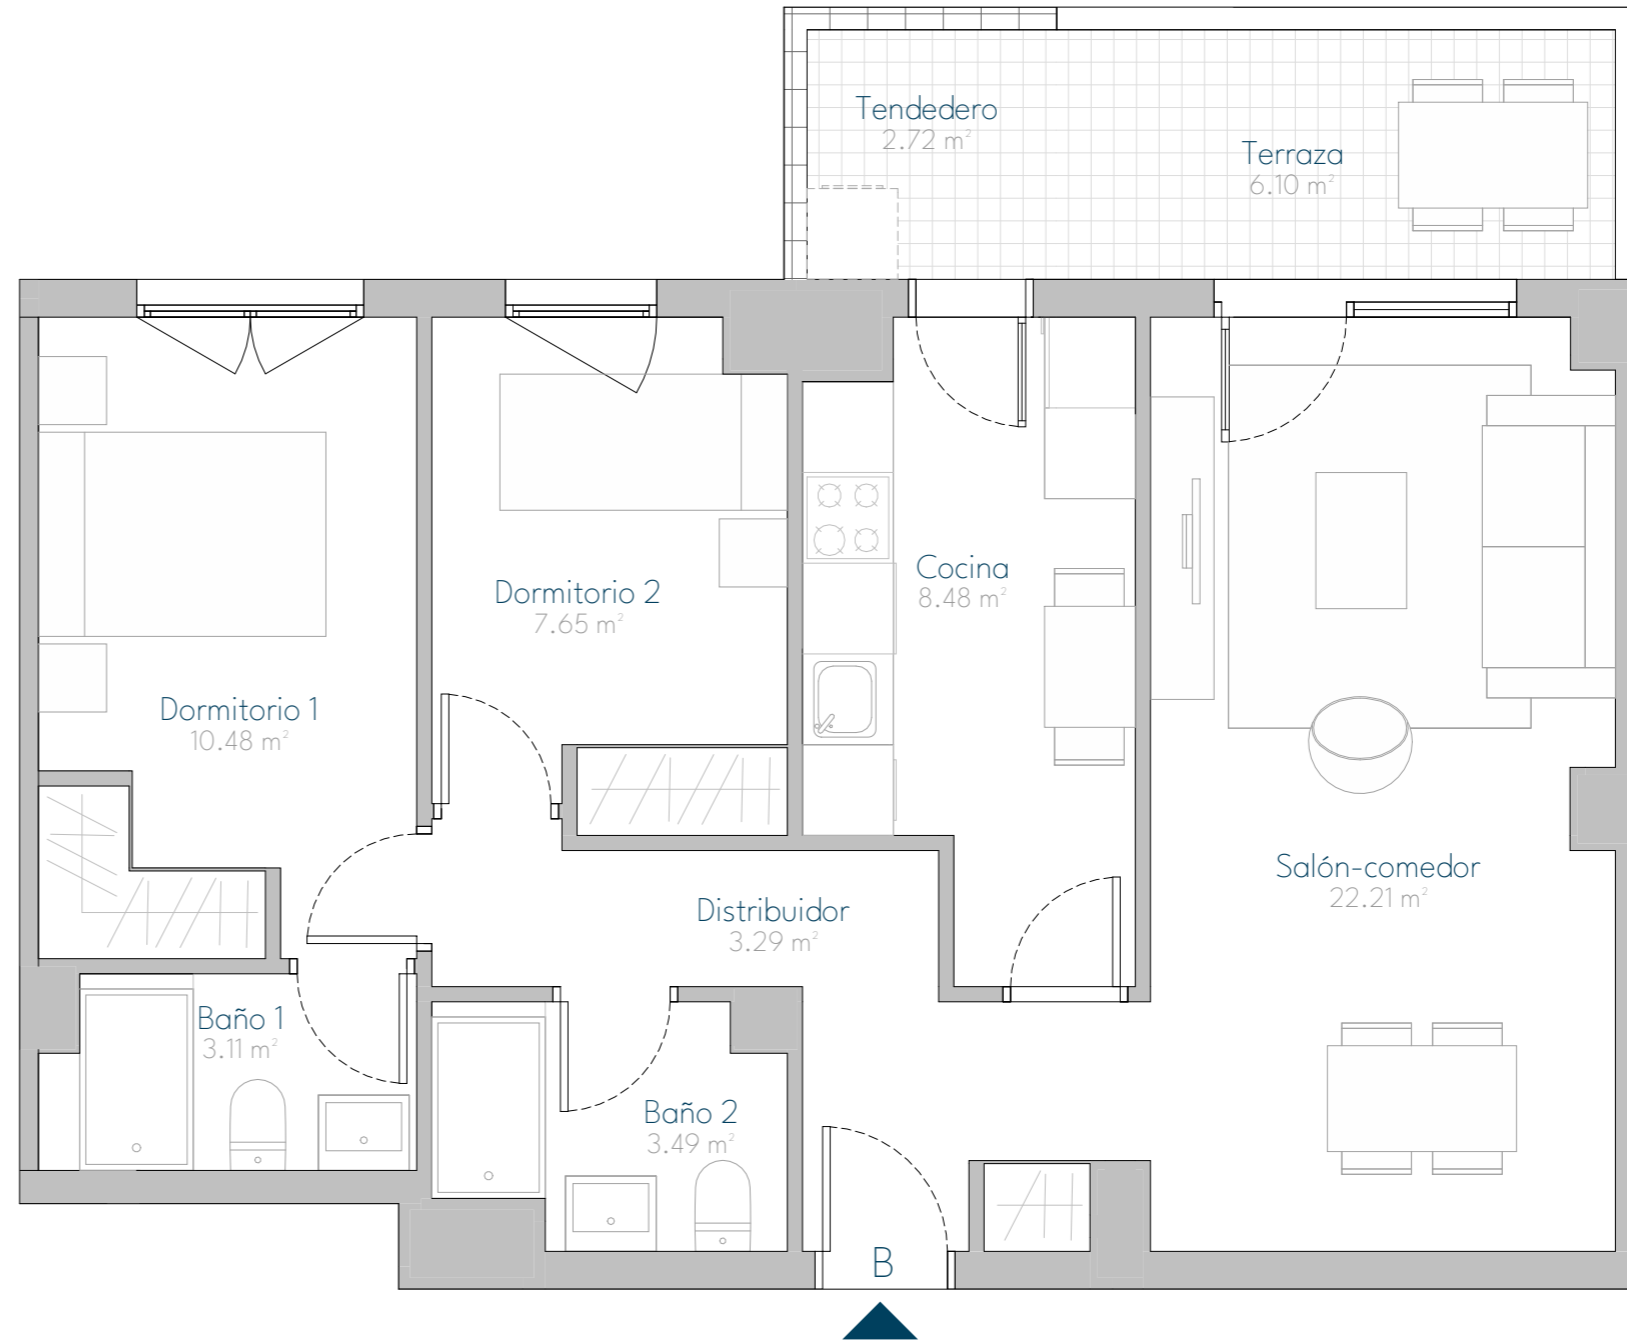 Tendedero
2.72 m²
Terraza
6.10 m²
Dormitorio 1
10.48 m²
Dormitorio 2
7.65 m²
Cocina
8.48 m²
Salón-comedor
22.21 m²
Distribuidor
3.29 m²
Baño 1
3.11 m²
Baño 2
3.49 m²
B